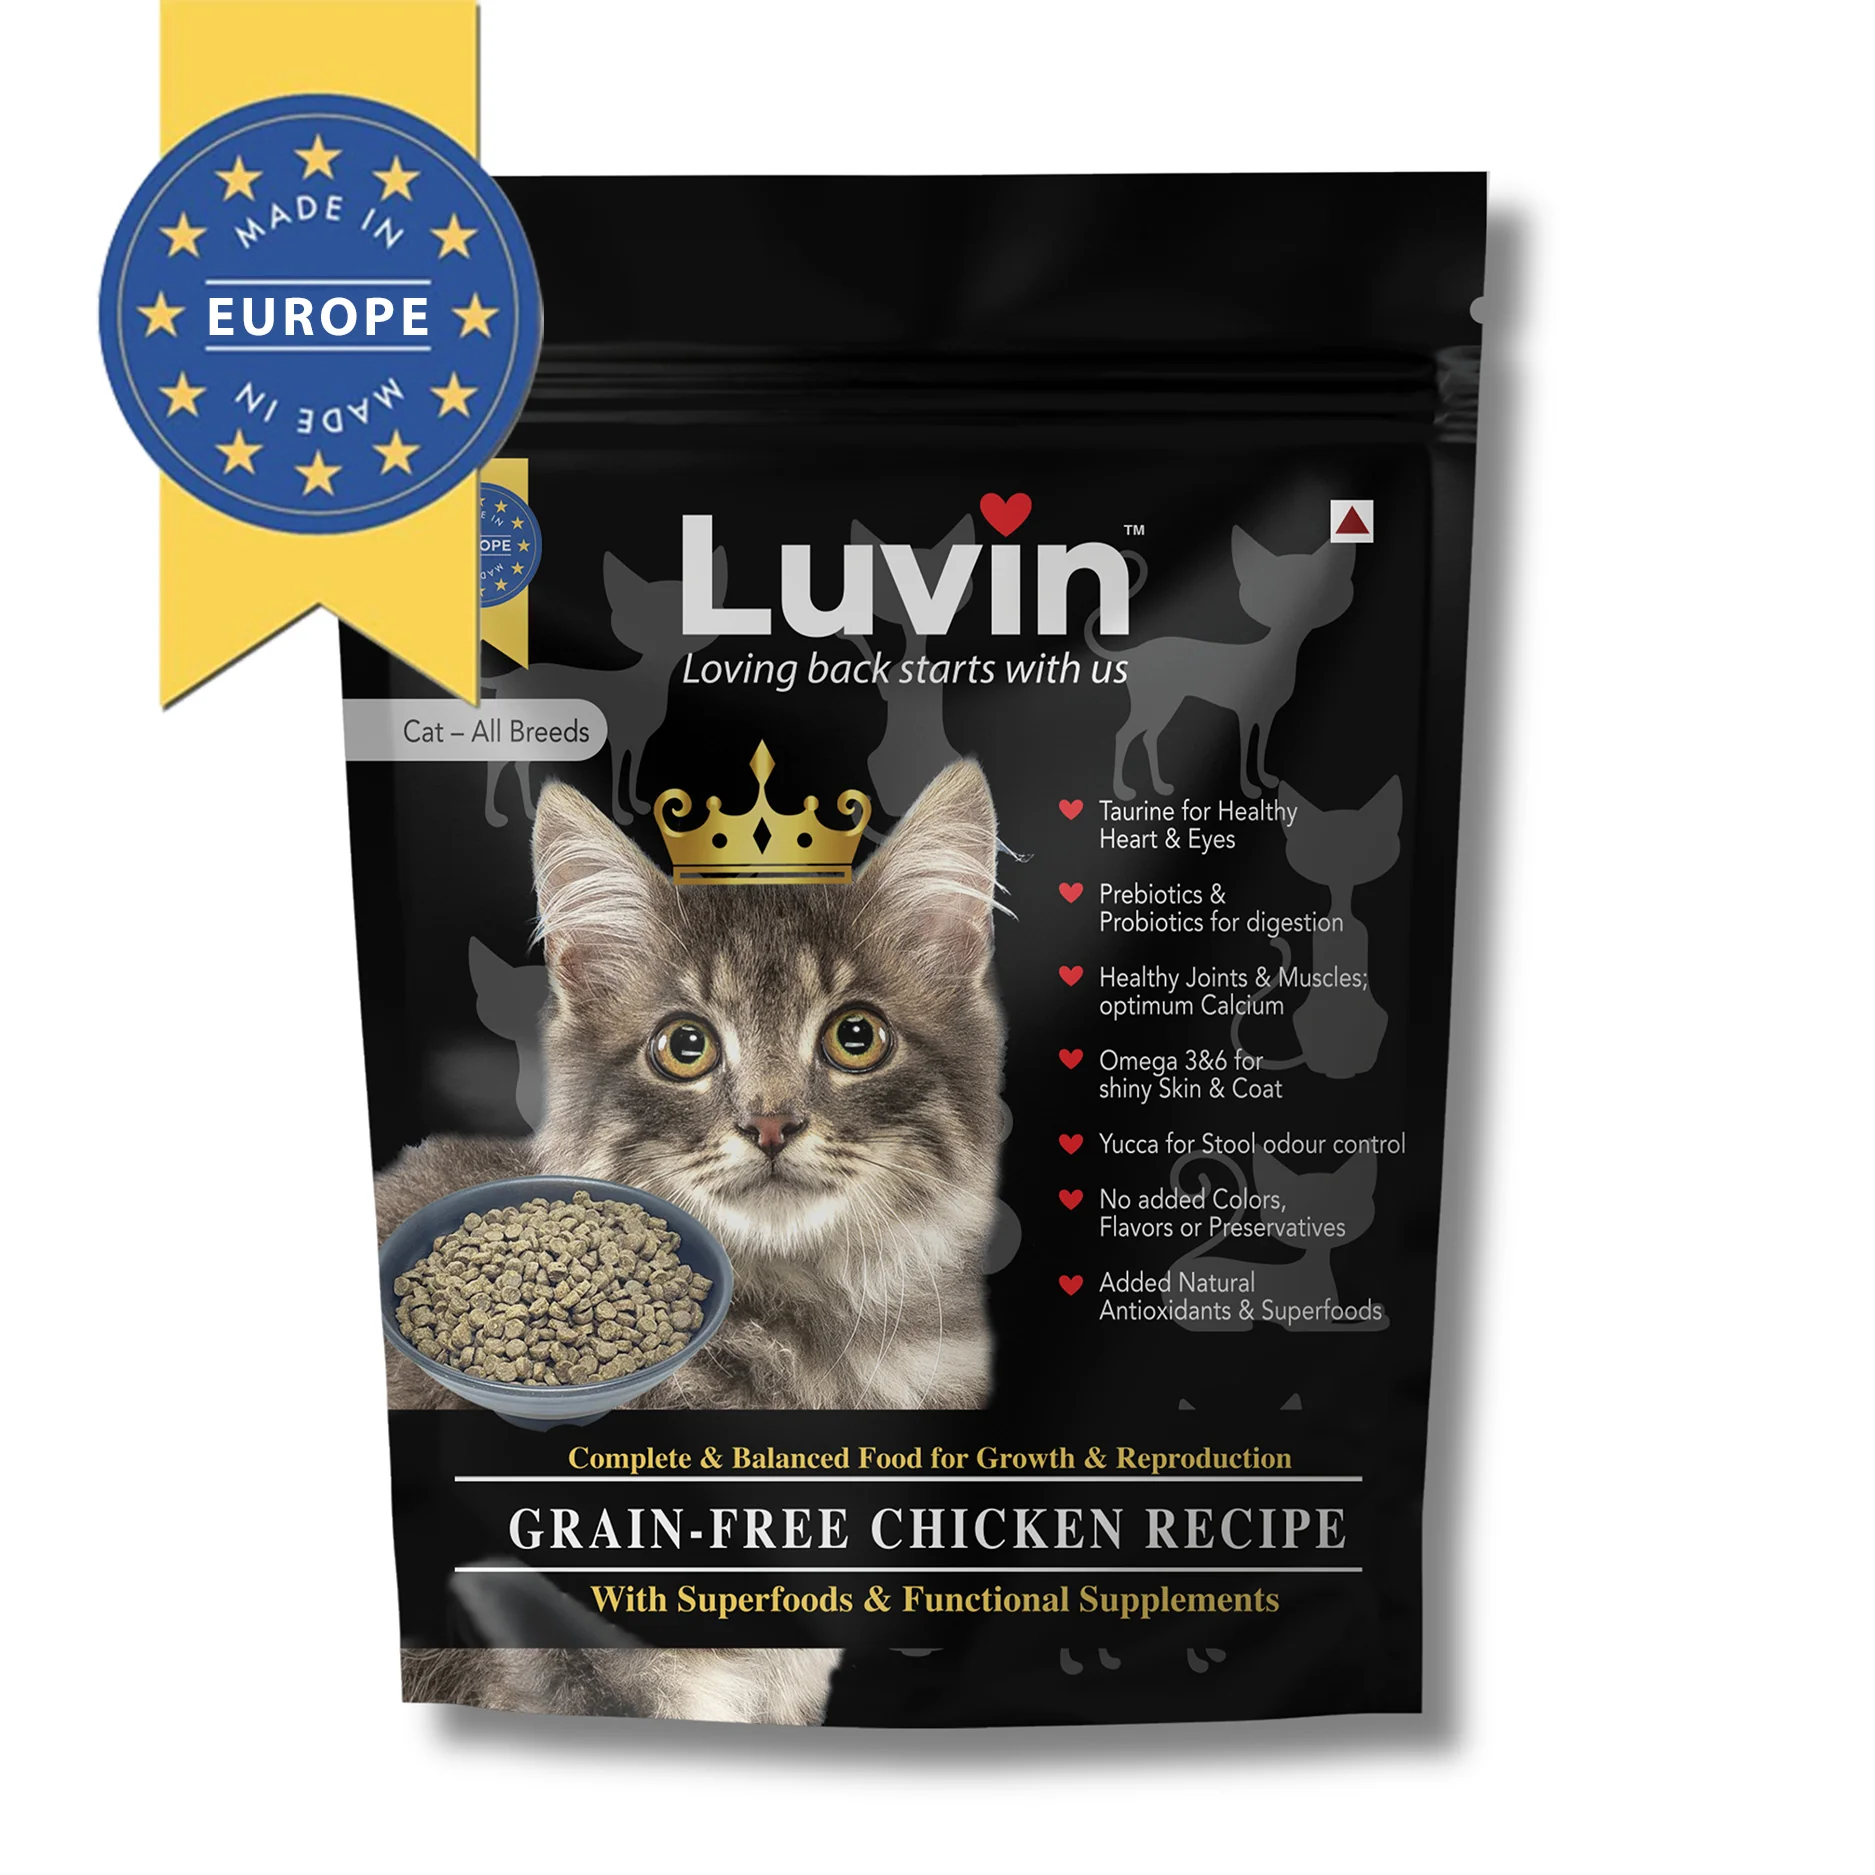 MADE IN
EUROPE
MADE IN
E IN
OPE
MADE
Luvin™
Loving back starts with us
Cat – All Breeds
Taurine for Healthy
Heart & Eyes
Prebiotics &
Probiotics for digestion
Healthy Joints & Muscles;
optimum Calcium
Omega 3&6 for
shiny Skin & Coat
Yucca for Stool odour control
No added Colors,
Flavors or Preservatives
Added Natural
Antioxidants & Superfoods
Complete & Balanced Food for Growth & Reproduction
GRAIN-FREE CHICKEN RECIPE
With Superfoods & Functional Supplements